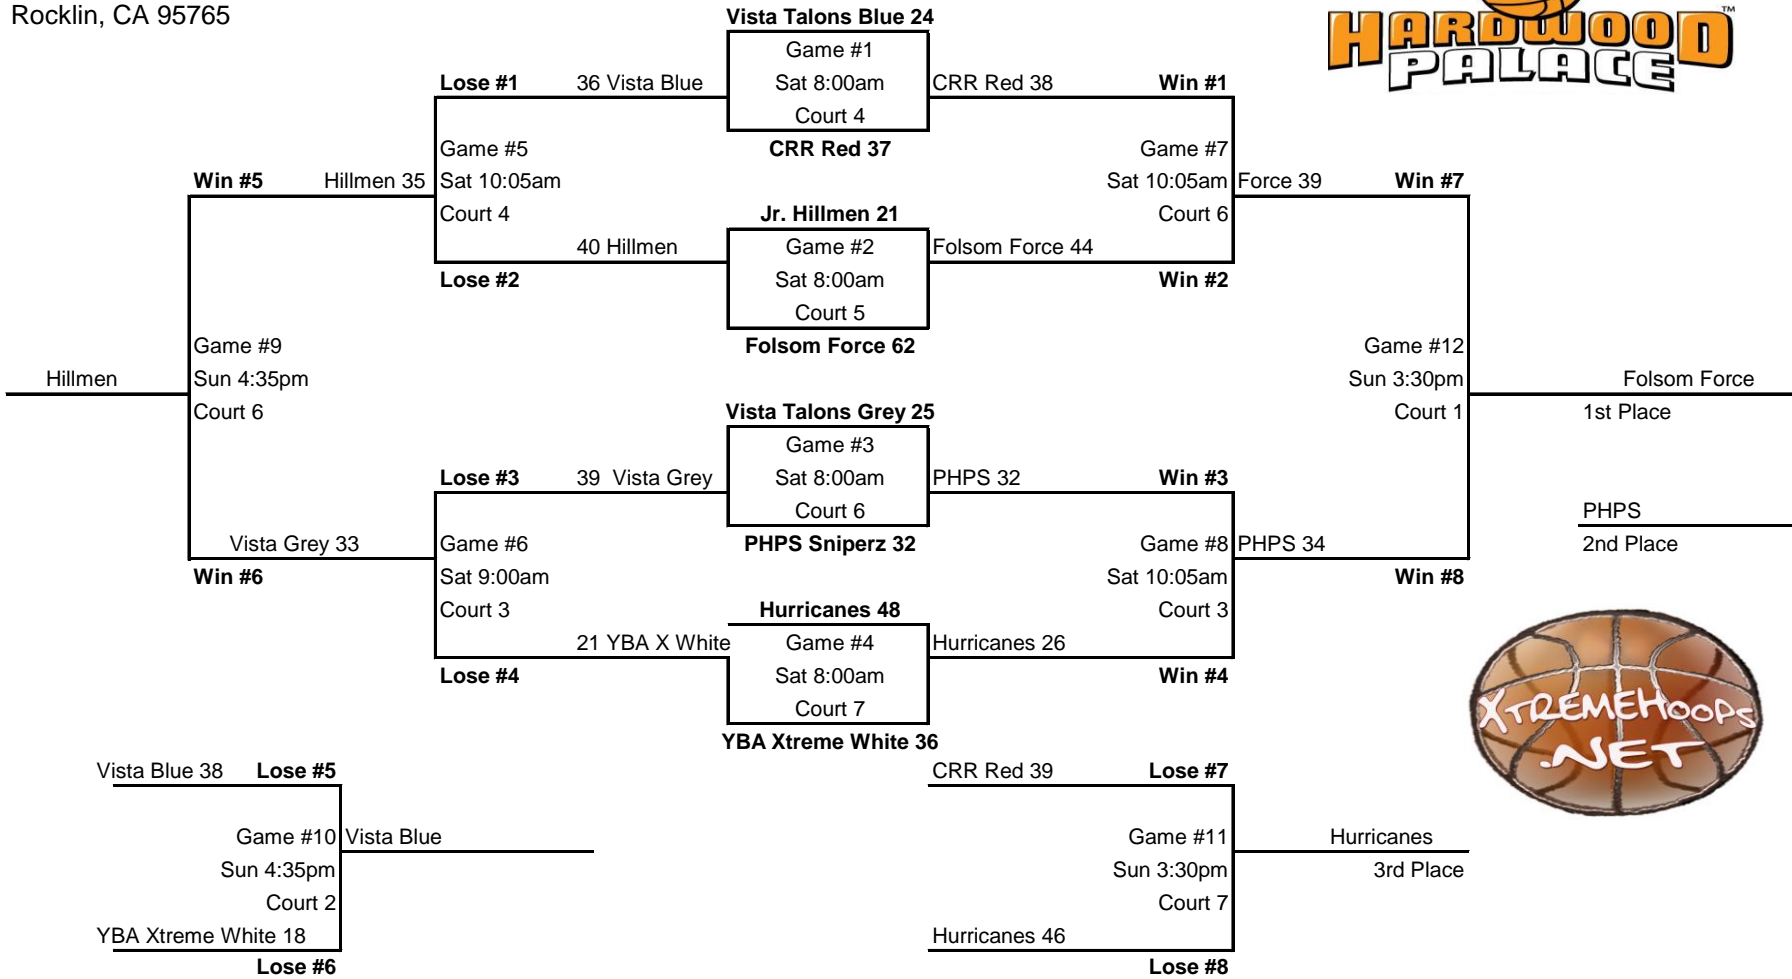 Rocklin, CA 95765
HARDWOOD
PALACE
TM
Vista Talons Blue 24
Game #1
Lose #1 36 Vista Blue Sat 8:00am CRR Red 38 Win #1
Court 4
Game #5 CRR Red 37 Game #7
Win #5 Hillmen 35 Sat 10:05am Sat 10:05am Force 39 Win #7
Court 4 Jr. Hillmen 21 Court 6
40 Hillmen Game #2 Folsom Force 44
Lose #2 Sat 8:00am Win #2
Court 5
Game #9 Folsom Force 62 Game #12
Hillmen Sun 4:35pm Sun 3:30pm Folsom Force
Court 6 Vista Talons Grey 25 Court 1 1st Place
Game #3
Lose #3 39 Vista Grey Sat 8:00am PHPS 32 Win #3
Court 6 PHPS
Vista Grey 33 Game #6 PHPS Sniperz 32 Game #8 PHPS 34 2nd Place
Win #6 Sat 9:00am Sat 10:05am Win #8
Court 3 Hurricanes 48 Court 3
21 YBA X White Game #4 Hurricanes 26
Lose #4 Sat 8:00am Win #4
Court 7
XTREMEHOOPS
.NET
YBA Xtreme White 36
Vista Blue 38 Lose #5 CRR Red 39 Lose #7
Game #10 Vista Blue Game #11 Hurricanes
Sun 4:35pm Sun 3:30pm 3rd Place
Court 2 Court 7
YBA Xtreme White 18 Hurricanes 46
Lose #6 Lose #8